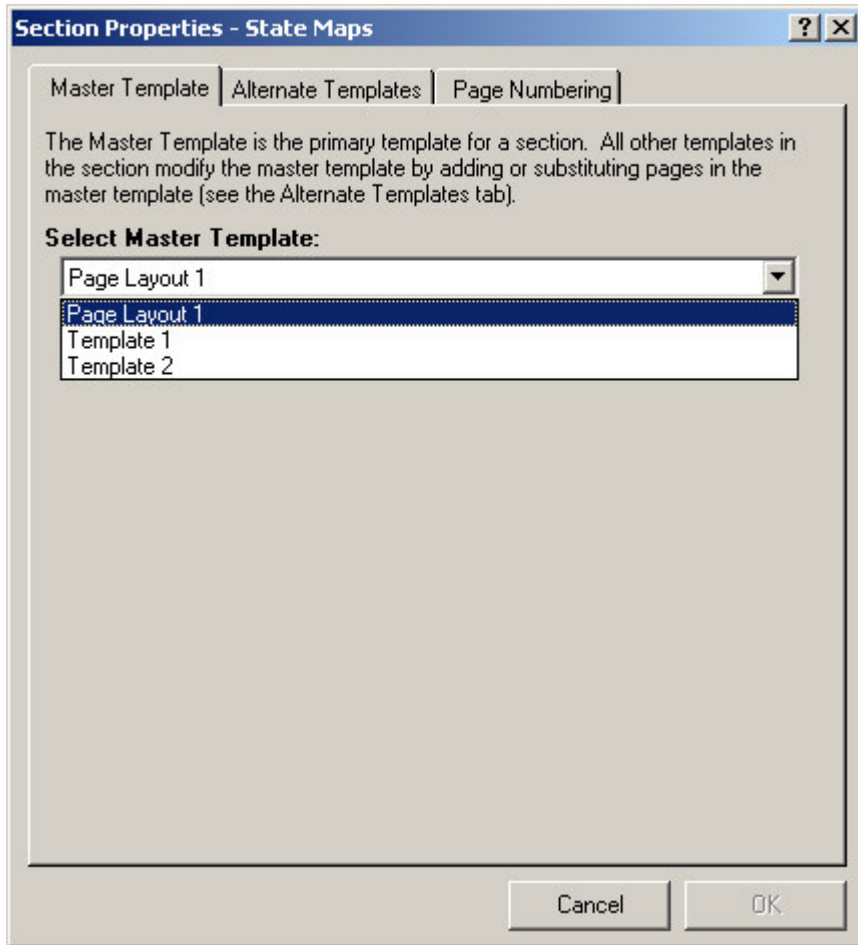 Section Properties - State Maps
? X
Master Template Alternate Templates Page Numbering
The Master Template is the primary template for a section. All other templates in
the section modify the master template by adding or substituting pages in the
master template (see the Alternate Templates tab).
Select Master Template:
Page Layout 1
Page Layout 1
Template 1
Template 2
Cancel OK